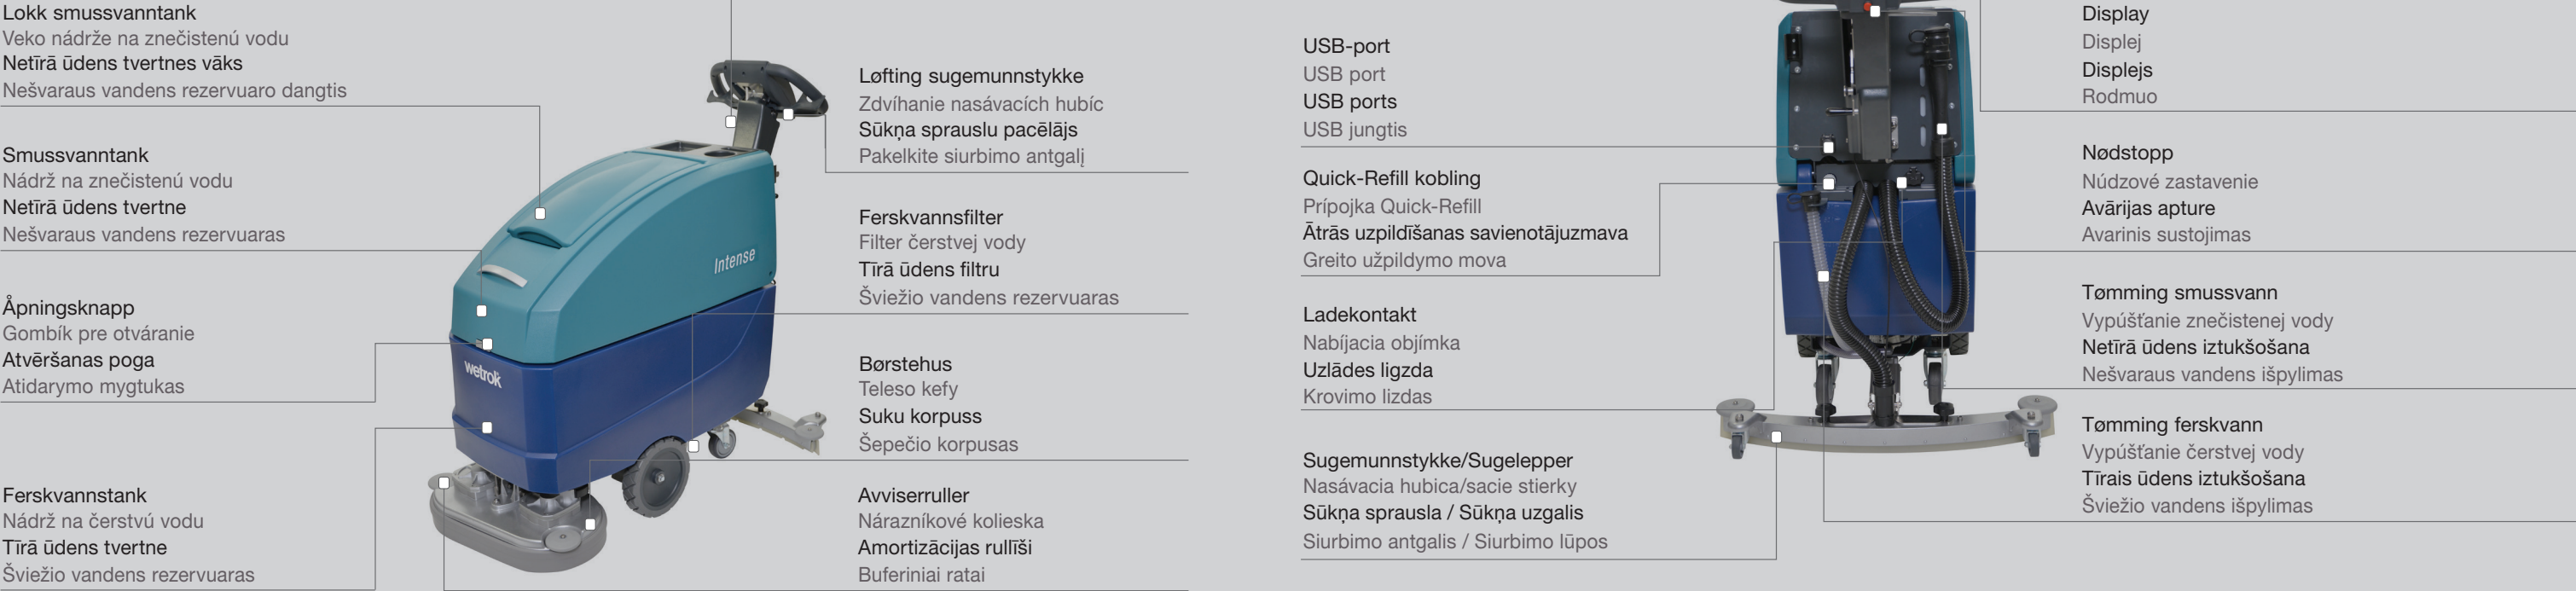 Lokk smussvanntank
Veko nádrže na znečistenú vodu
Netīrā ūdens tvertnes vāks
Nešvaraus vandens rezervuaro dangtis
Smussvanntank
Nádrž na znečistenú vodu
Netīrā ūdens tvertne
Nešvaraus vandens rezervuaras
Åpningsknapp
Gombík pre otváranie
Atvēršanas poga
Atidarymo mygtukas
Ferskvannstank
Nádrž na čerstvú vodu
Tīrā ūdens tvertne
Šviežio vandens rezervuaras
Intense
wetrok
Løfting sugemunnstykke
Zdvíhanie nasávacích hubíc
Sūkņa sprauslu pacēlājs
Pakelkite siurbimo antgalį
Ferskvannsfilter
Filter čerstvej vody
Tīrā ūdens filtru
Šviežio vandens rezervuaras
Børstehus
Teleso kefy
Suku korpuss
Šepečio korpusas
Avviserruller
Nárazníkové kolieska
Amortizācijas rullīši
Buferiniai ratai
USB-port
USB port
USB ports
USB jungtis
Quick-Refill kobling
Prípojka Quick-Refill
Ātrās uzpildīšanas savienotājuzmava
Greito užpildymo mova
Ladekontakt
Nabíjacia objímka
Uzlādes ligzda
Krovimo lizdas
Sugemunnstykke/Sugelepper
Nasávacia hubica/sacie stierky
Sūkņa sprausla / Sūkņa uzgalis
Siurbimo antgalis / Siurbimo lūpos
Display
Displej
Displejs
Rodmuo
Nødstopp
Núdzové zastavenie
Avārijas apture
Avarinis sustojimas
Tømming smussvann
Vypúšťanie znečistenej vody
Netīrā ūdens iztukšošana
Nešvaraus vandens išpylimas
Tømming ferskvann
Vypúšťanie čerstvej vody
Tīrais ūdens iztukšošana
Šviežio vandens išpylimas